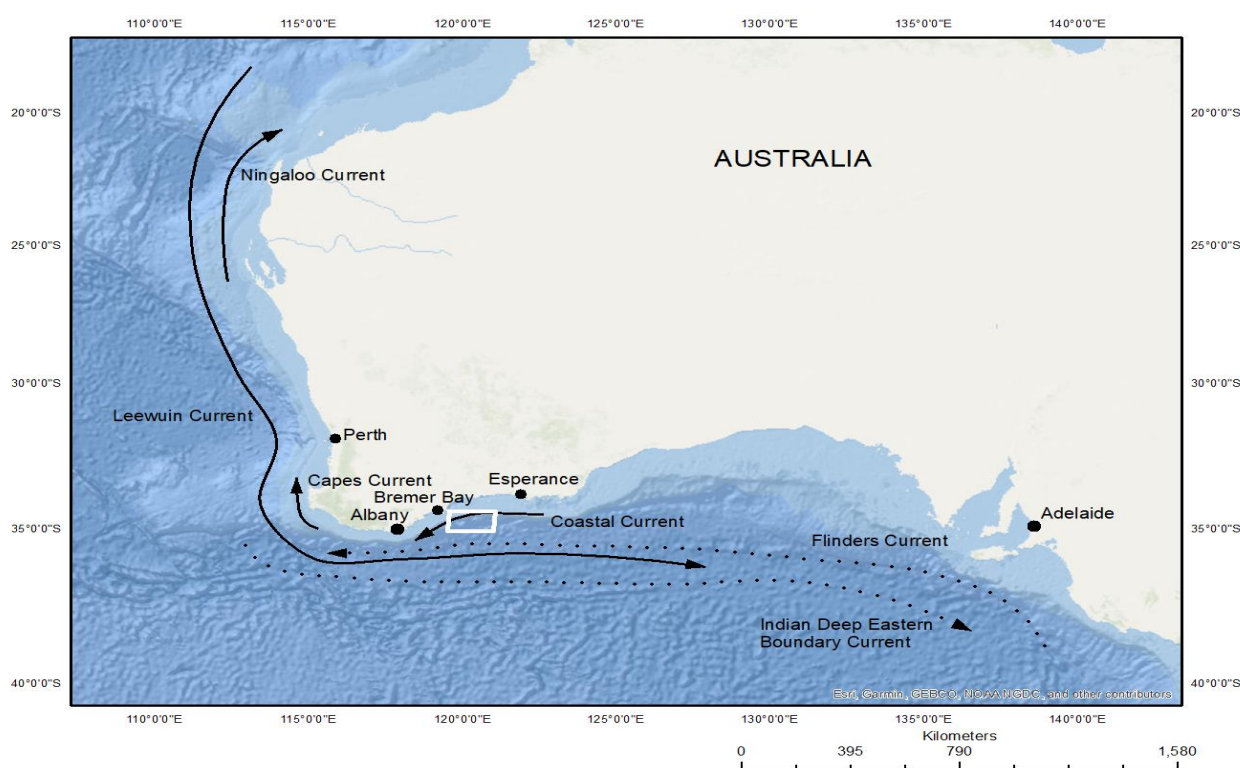 110°0'0"E 115°0'0"E 120°0'0"E 125°0'0"E 130°0'0"E 135°0'0"E 140°0'0"E
20°0'0"S 20°0'0"S
AUSTRALIA
Ningaloo Current
25°0'0"S 25°0'0"S
30°0'0"S 30°0'0"S
Leewuin Current
Perth
Capes Current
Bremer Bay
Esperance
Albany
Coastal Current
Adelaide
35°0'0"S 35°0'0"S
Flinders Current
Indian Deep Eastern
Boundary Current
40°0'0"S 40°0'0"S
Esri, Garmin, GEBCO, NOAA NGDC, and other contributors
110°0'0"E 115°0'0"E 120°0'0"E 125°0'0"E 130°0'0"E 135°0'0"E 140°0'0"E
Kilometers
0 395 790 1,580